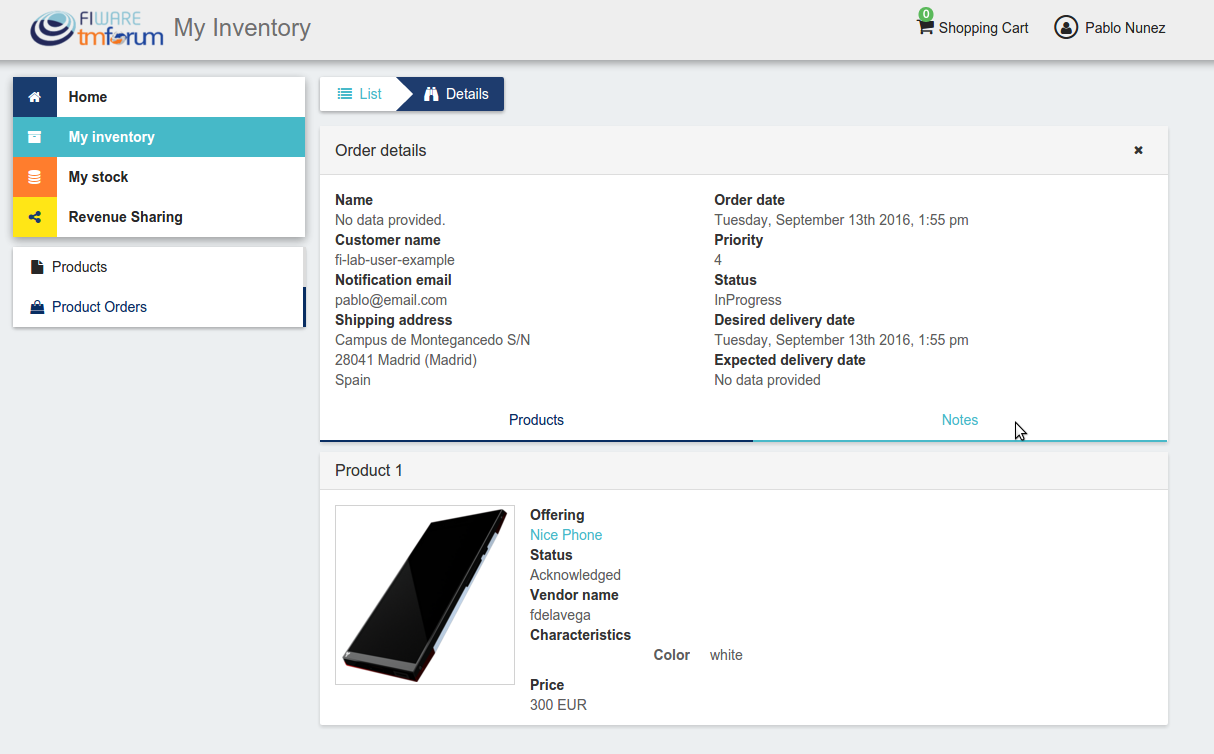 FIWARE
tmforum
My Inventory
0
Shopping Cart
Pablo Nunez
Home
My inventory
My stock
Revenue Sharing
Products
Product Orders
List
Details
Order details
Name
No data provided.
Customer name
fi-lab-user-example
Notification email
pablo@email.com
Shipping address
Campus de Montegancedo S/N
28041 Madrid (Madrid)
Spain
Order date
Tuesday, September 13th 2016, 1:55 pm
Priority
4
Status
InProgress
Desired delivery date
Tuesday, September 13th 2016, 1:55 pm
Expected delivery date
No data provided
Products
Notes
Product 1
Offering
Nice Phone
Status
Acknowledged
Vendor name
fdelavega
Characteristics
Color white
Price
300 EUR